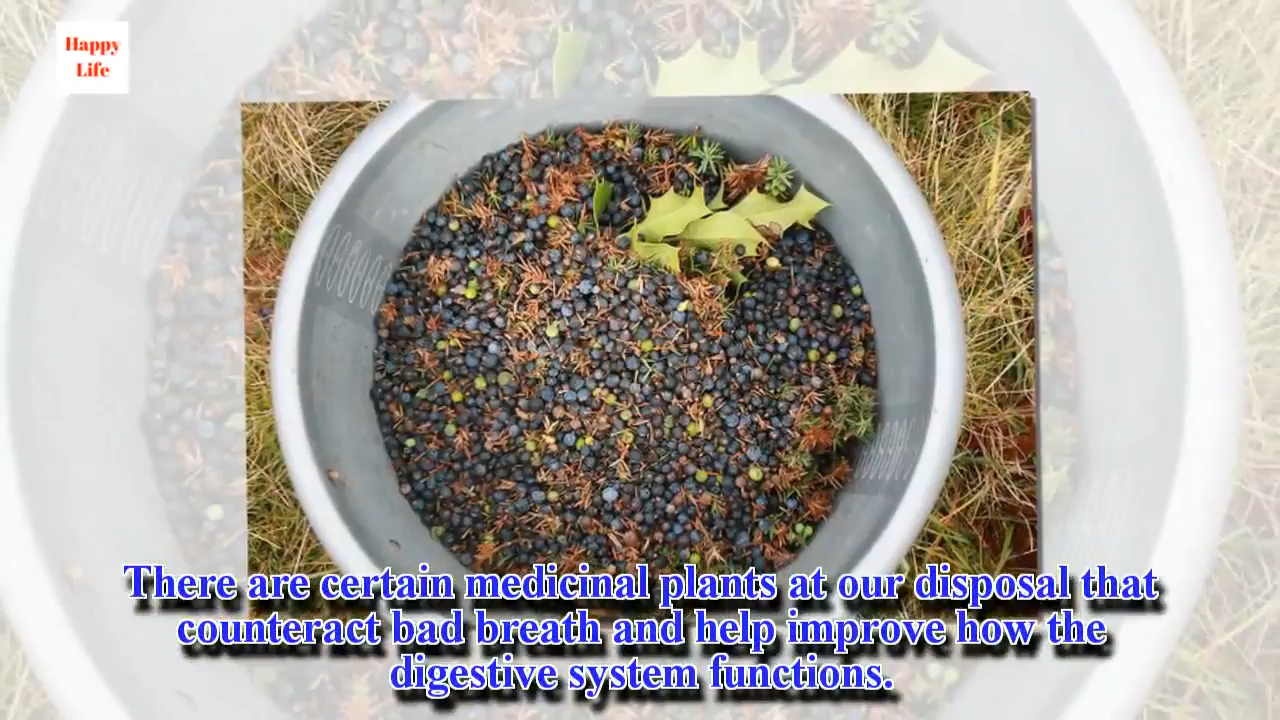 Happy
Life
There are certain medicinal plants at our disposal that
counteract bad breath and help improve how the
digestive system functions.